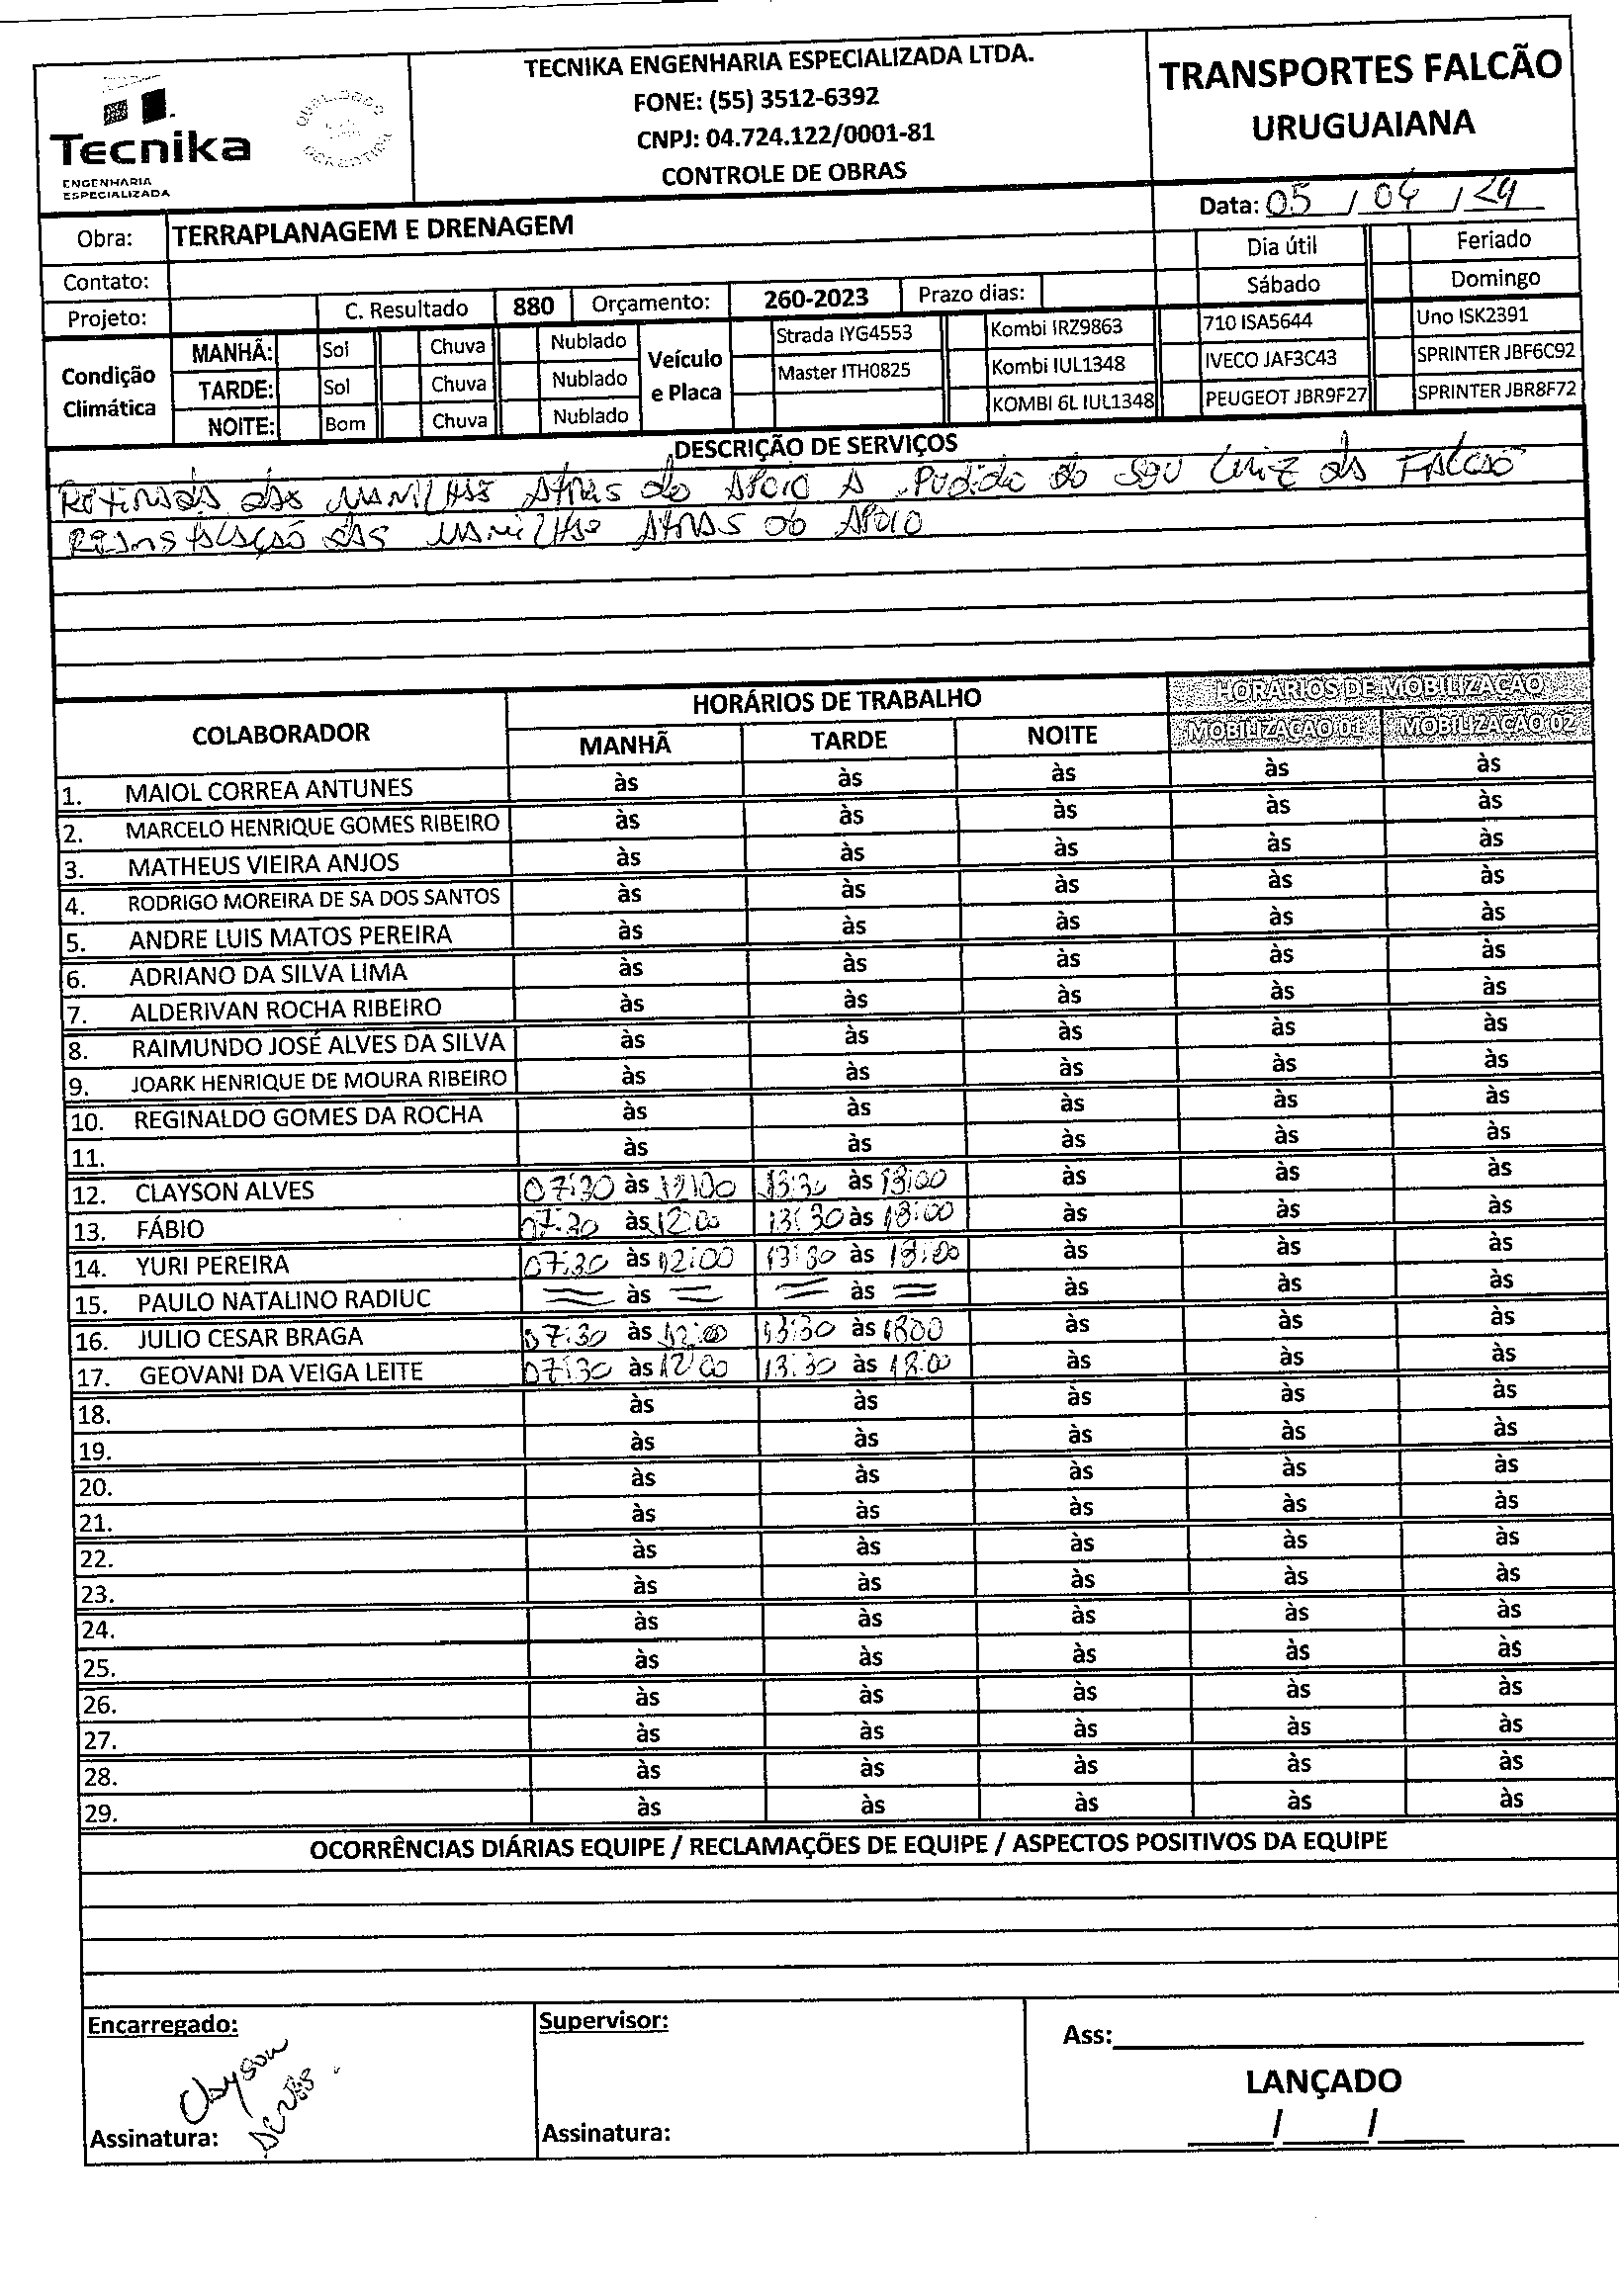 TECNIKA ENGENHARIA ESPECIALIZADA LTDA.
FONE: (55) 3512-6392
CNPJ: 04.724.122/0001-81
CONTROLE DE OBRAS
Tecnika
ENGENHARIA
ESPECIALIZADA
TRANSPORTES FALCÃO
URUGUAIANA
Data: 05 / 04 / 24
Obra: TERRAPLANAGEM E DRENAGEM
Dia útil Feriado
Contato:
Sábado Domingo
Projeto: C. Resultado 880 Orçamento: 260-2023 Prazo dias:
Condição Climática
MANHÃ: Sol Chuva Nublado
TARDE: Sol Chuva Nublado
NOITE: Bom Chuva Nublado
Veículo e Placa
Strada IYG4553 Kombi IRZ9863 710 ISA5644 Uno ISK2391
Master ITH0825 Kombi IUL1348 IVECO JAF3C43 SPRINTER JBF6C92
KOMBI 6L IUL1348 PEUGEOT JBR9F27 SPRINTER JBR8F72
DESCRIÇÃO DE SERVIÇOS
Retirada das manilhas atras do apoio a pedido do seu Luiz da Falcão
Reinstalação das manilhas atras do apoio
COLABORADOR HORÁRIOS DE TRABALHO HORÁRIOS DE MOBILIZAÇÃO
MANHÃ TARDE NOITE MOBILIZAÇÃO 01 MOBILIZAÇÃO 02
1. MAIOL CORREA ANTUNES às às às às às
2. MARCELO HENRIQUE GOMES RIBEIRO às às às às às
3. MATHEUS VIEIRA ANJOS às às às às às
4. RODRIGO MOREIRA DE SA DOS SANTOS às às às às às
5. ANDRE LUIS MATOS PEREIRA às às às às às
6. ADRIANO DA SILVA LIMA às às às às às
7. ALDERIVAN ROCHA RIBEIRO às às às às às
8. RAIMUNDO JOSÉ ALVES DA SILVA às às às às às
9. JOARK HENRIQUE DE MOURA RIBEIRO às às às às às
10. REGINALDO GOMES DA ROCHA às às às às às
11. às às às às às
12. CLAYSON ALVES 07:30 às 12:00 13:30 às 18:00 às às às
13. FÁBIO 07:30 às 12:00 13:30 às 18:00 às às às
14. YURI PEREIRA 07:30 às 12:00 13:30 às 18:00 às às às
15. PAULO NATALINO RADIUC às às às às às
16. JULIO CESAR BRAGA 07:30 às 12:00 13:30 às 1800 às às às
17. GEOVANI DA VEIGA LEITE 07:30 às 12:00 13:30 às 18:00 às às às
18. às às às às às
19. às às às às às
20. às às às às às
21. às às às às às
22. às às às às às
23. às às às às às
24. às às às às às
25. às às às às às
26. às às às às às
27. às às às às às
28. às às às às às
29. às às às às às
OCORRÊNCIAS DIÁRIAS EQUIPE / RECLAMAÇÕES DE EQUIPE / ASPECTOS POSITIVOS DA EQUIPE
Encarregado: Supervisor: Ass:
Clayson
LANÇADO
Assinatura: Assinatura: / /